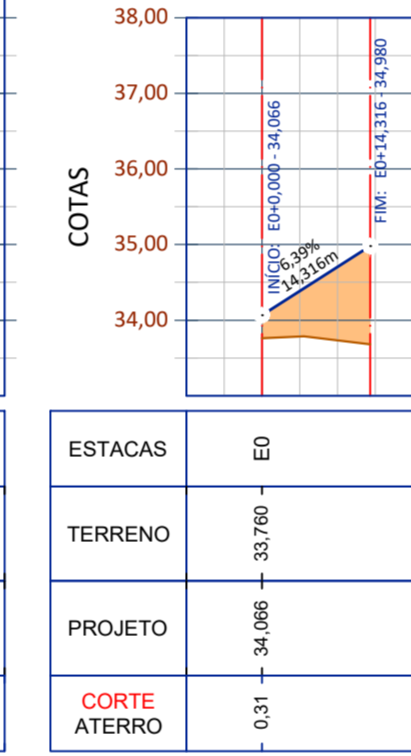 38,00
37,00
36,00
35,00
34,00
COTAS
INÍCIO: E0+0,000 - 34,066
6,39%
14,316m
FIM: E0+14,316 - 34,980
ESTACAS
E0
TERRENO
33,760
PROJETO
34,066
CORTE
ATERRO
0,31